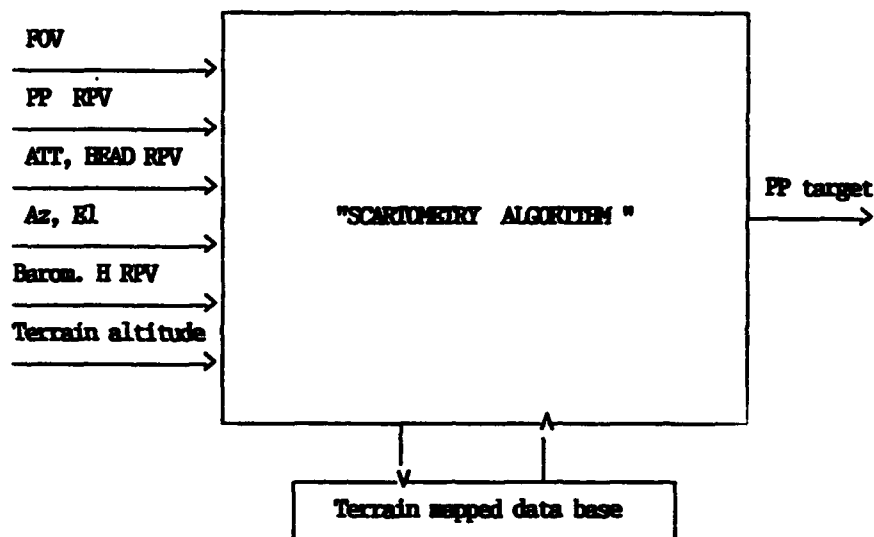 FOV
PP RPV
ATT, HEAD RPV
Az, El
Barom. H RPV
Terrain altitude
"SCARTOMETRY ALGORITHM "
PP target
Terrain mapped data base